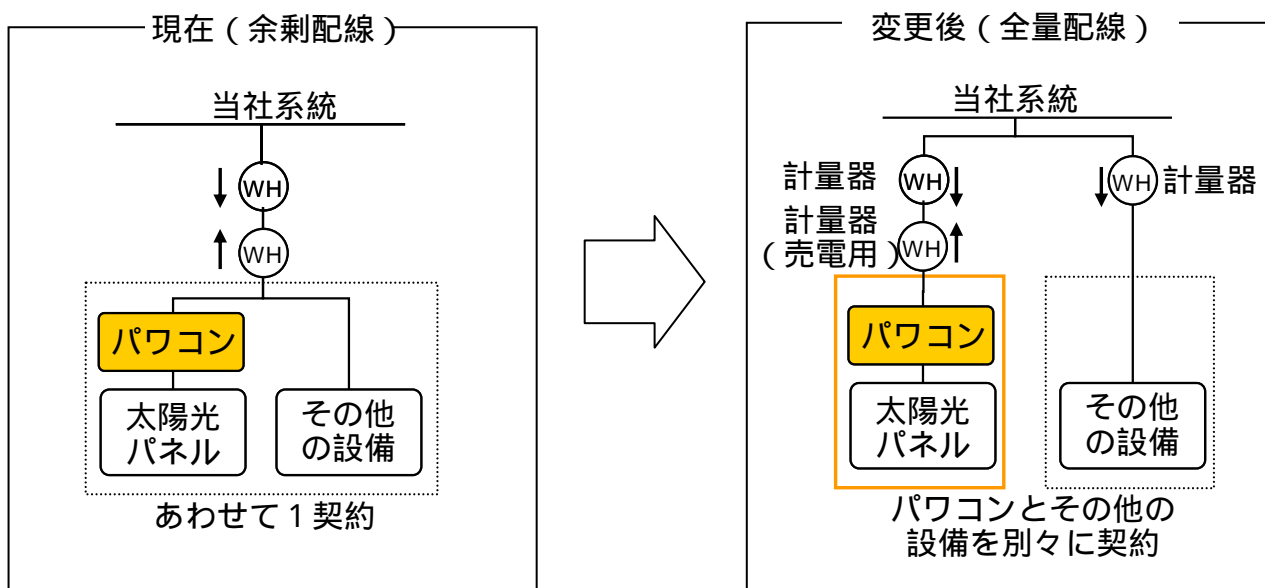 現在（余剰配線）
当社系統
WH
WH
パワコン
太陽光
パネル
その他
の設備
あわせて１契約
変更後（全量配線）
当社系統
計量器
WH
WH
計量器
計量器
（売電用）
WH
パワコン
太陽光
パネル
その他
の設備
パワコンとその他の
設備を別々に契約